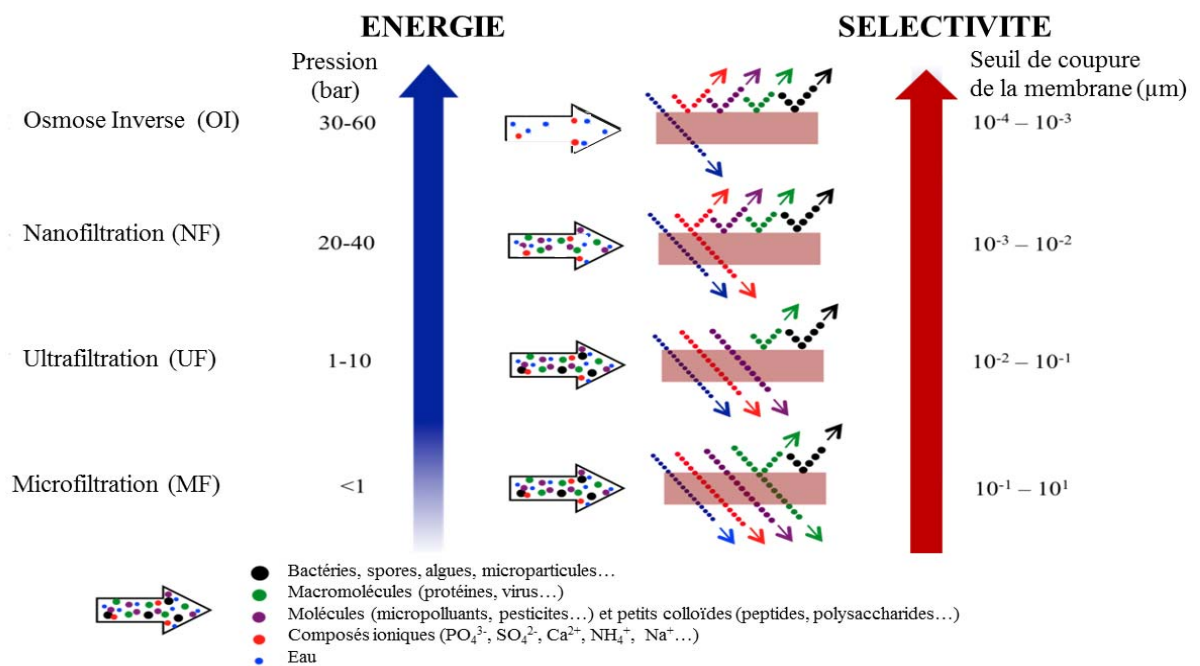 ENERGIE
SELECTIVITE
Pression
(bar)
Seuil de coupure
de la membrane (µm)
Osmose Inverse (OI)
30-60
10⁻⁴ – 10⁻³
Nanofiltration (NF)
20-40
10⁻³ – 10⁻²
Ultrafiltration (UF)
1-10
10⁻² – 10⁻¹
Microfiltration (MF)
<1
10⁻¹ – 10¹
Bactéries, spores, algues, microparticules…
Macromolécules (protéines, virus…)
Molécules (micropolluants, pesticites…) et petits colloïdes (peptides, polysaccharides…)
Composés ioniques (PO₄³⁻, SO₄²⁻, Ca²⁺, NH₄⁺, Na⁺…)
Eau